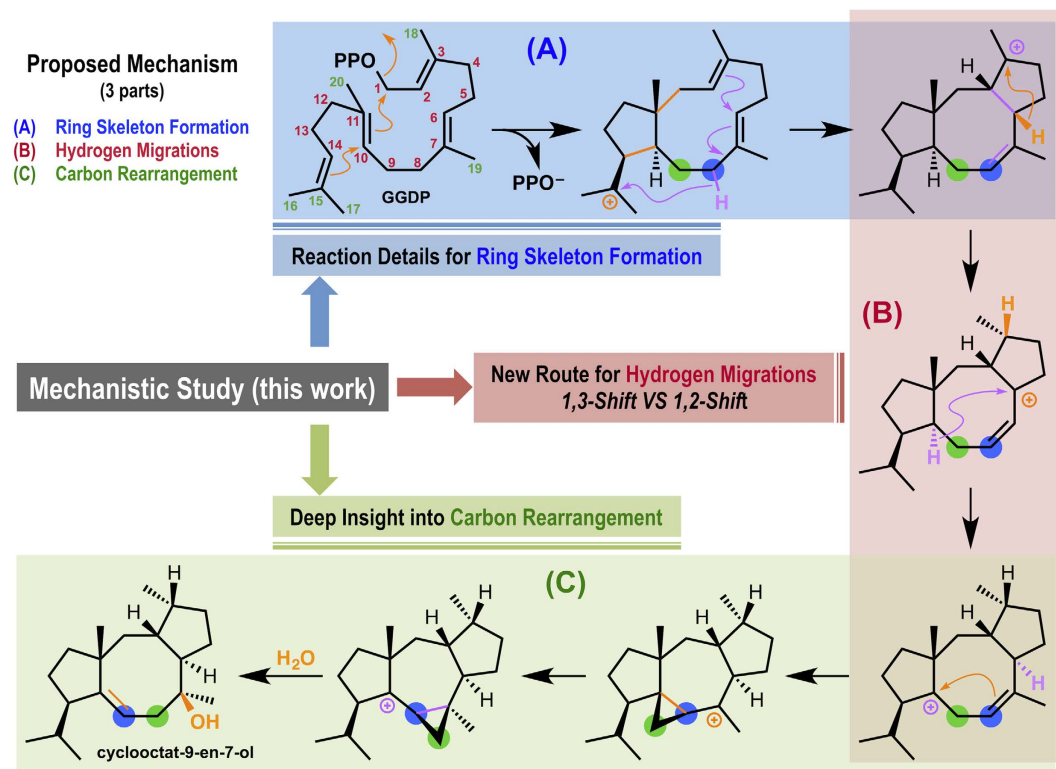 Proposed Mechanism
(3 parts)
(A) Ring Skeleton Formation
(B) Hydrogen Migrations
(C) Carbon Rearrangement
(A)
18
PPO
3
4
20
1
2
5
12
11
6
13
7
14
10
9
8
19
15
16
17
GGDP
PPO⁻
H
H
⊕
⊕
H
H
H
Reaction Details for Ring Skeleton Formation
(B)
H
H
H
⊕
Mechanistic Study (this work)
New Route for Hydrogen Migrations
1,3-Shift VS 1,2-Shift
Deep Insight into Carbon Rearrangement
(C)
H
H
H
OH
cyclooctat-9-en-7-ol
H₂O
H
H
H
⊕
H
H
H
⊕
H
H
H
⊕